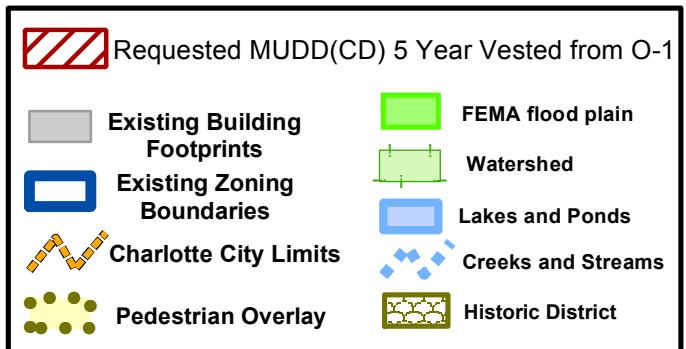 Requested MUDD(CD) 5 Year Vested from O-1
Existing Building
Footprints
Existing Zoning
Boundaries
Charlotte City Limits
Pedestrian Overlay
FEMA flood plain
Watershed
Lakes and Ponds
Creeks and Streams
Historic District